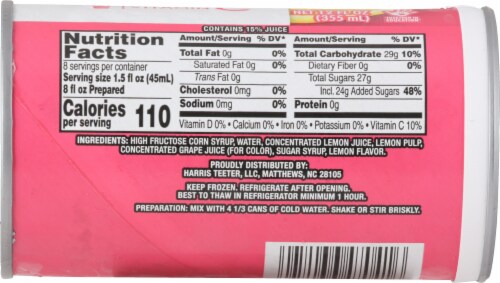 NET 12 FL OZ
(355 mL)
CONTAINS 15% JUICE
Nutrition
Facts
8 servings per container
Serving size 1.5 fl oz (45mL)
8 fl oz Prepared
Calories
per serving
110
Amount/Serving % DV*
Total Fat 0g 0%
Saturated Fat 0g 0%
Trans Fat 0g
Cholesterol 0mg 0%
Sodium 0mg 0%
Amount/Serving % DV*
Total Carbohydrate 29g 10%
Dietary Fiber 0g 0%
Total Sugars 27g
Incl. 24g Added Sugars 48%
Protein 0g
Vitamin D 0% • Calcium 0% • Iron 0% • Potassium 0% • Vitamin C 10%
INGREDIENTS: HIGH FRUCTOSE CORN SYRUP, WATER, CONCENTRATED LEMON JUICE, LEMON PULP,
CONCENTRATED GRAPE JUICE (FOR COLOR), SUGAR SYRUP, LEMON FLAVOR.
PROUDLY DISTRIBUTED BY:
HARRIS TEETER, LLC, MATTHEWS, NC 28105
KEEP FROZEN. REFRIGERATE AFTER OPENING.
BEST TO THAW IN REFRIGERATOR MINIMUM 1 HOUR.
PREPARATION: MIX WITH 4 1/3 CANS OF COLD WATER. SHAKE OR STIR BRISKLY.